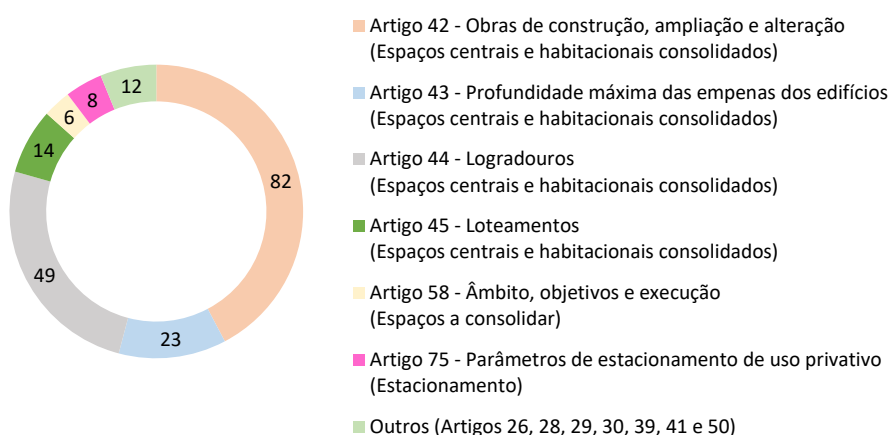 Artigo 42 - Obras de construção, ampliação e alteração
(Espaços centrais e habitacionais consolidados)
Artigo 43 - Profundidade máxima das empenas dos edifícios
(Espaços centrais e habitacionais consolidados)
Artigo 44 - Logradouros
(Espaços centrais e habitacionais consolidados)
Artigo 45 - Loteamentos
(Espaços centrais e habitacionais consolidados)
Artigo 58 - Âmbito, objetivos e execução
(Espaços a consolidar)
Artigo 75 - Parâmetros de estacionamento de uso privativo
(Estacionamento)
Outros (Artigos 26, 28, 29, 30, 39, 41 e 50)
82
23
49
14
6
8
12